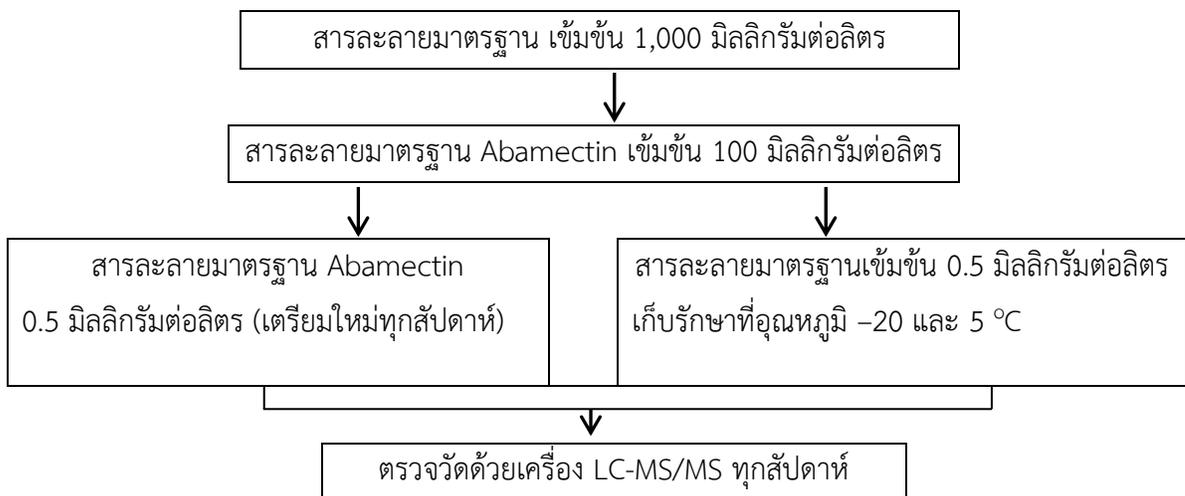 สารละลายมาตรฐาน เข้มข้น 1,000 มิลลิกรัมต่อลิตร
สารละลายมาตรฐาน Abamectin เข้มข้น 100 มิลลิกรัมต่อลิตร
สารละลายมาตรฐาน Abamectin
0.5 มิลลิกรัมต่อลิตร (เตรียมใหม่ทุกสัปดาห์)
สารละลายมาตรฐานเข้มข้น 0.5 มิลลิกรัมต่อลิตร
เก็บรักษาที่อุณหภูมิ –20 และ 5 °C
ตรวจวัดด้วยเครื่อง LC-MS/MS ทุกสัปดาห์